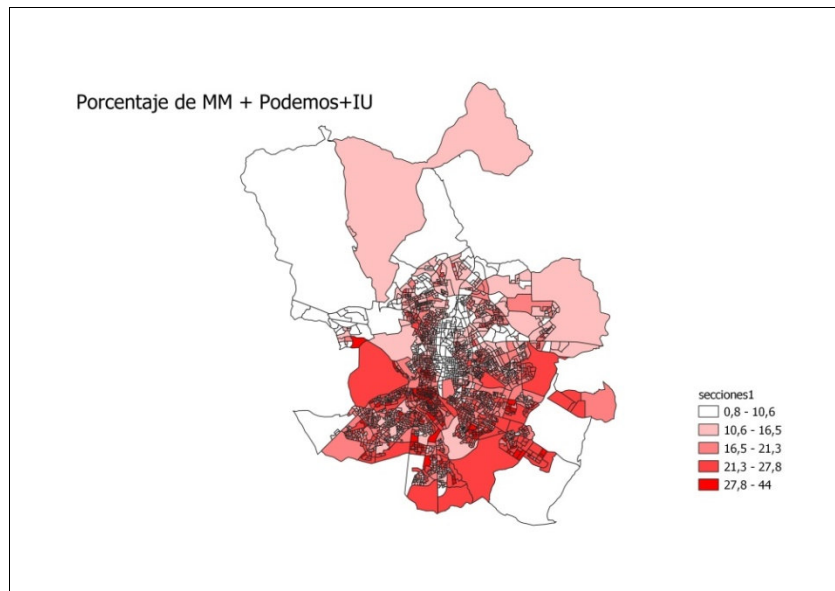 Porcentaje de MM + Podemos+IU
secciones1
0,8 - 10,6
10,6 - 16,5
16,5 - 21,3
21,3 - 27,8
27,8 - 44